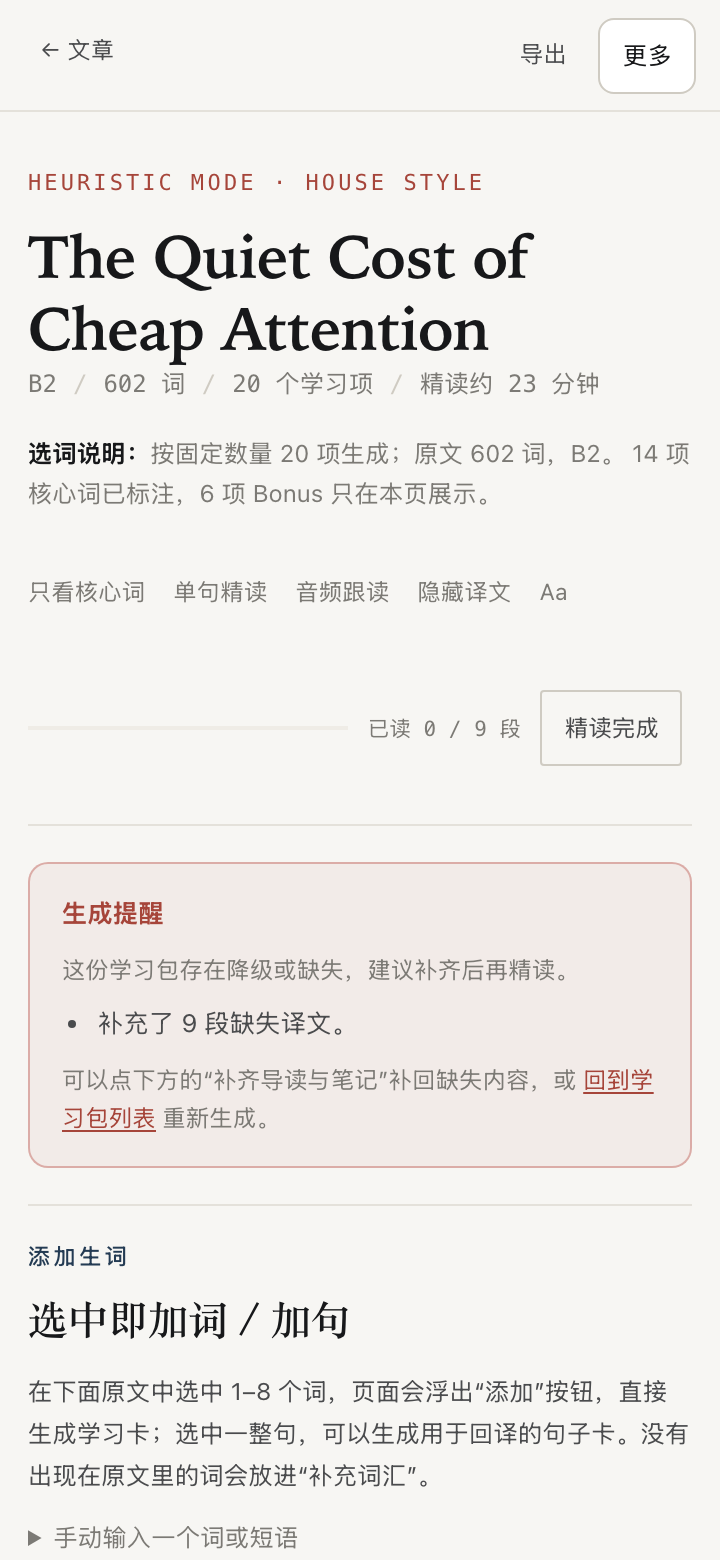 ← 文章
导出
更多
HEURISTIC MODE · HOUSE STYLE
The Quiet Cost of
Cheap Attention
B2 / 602 词 / 20 个学习项 / 精读约 23 分钟
选词说明：按固定数量 20 项生成；原文 602 词，B2。 14 项
核心词已标注，6 项 Bonus 只在本页展示。
只看核心词 单句精读 音频跟读 隐藏译文 Aa
已读 0 / 9 段
精读完成
生成提醒
这份学习包存在降级或缺失，建议补齐后再精读。
• 补充了 9 段缺失译文。
可以点下方的“补齐导读与笔记”补回缺失内容，或 回到学
习包列表 重新生成。
添加生词
选中即加词 / 加句
在下面原文中选中 1–8 个词，页面会浮出“添加”按钮，直接
生成学习卡；选中一整句，可以生成用于回译的句子卡。没有
出现在原文里的词会放进“补充词汇”。
▶ 手动输入一个词或短语